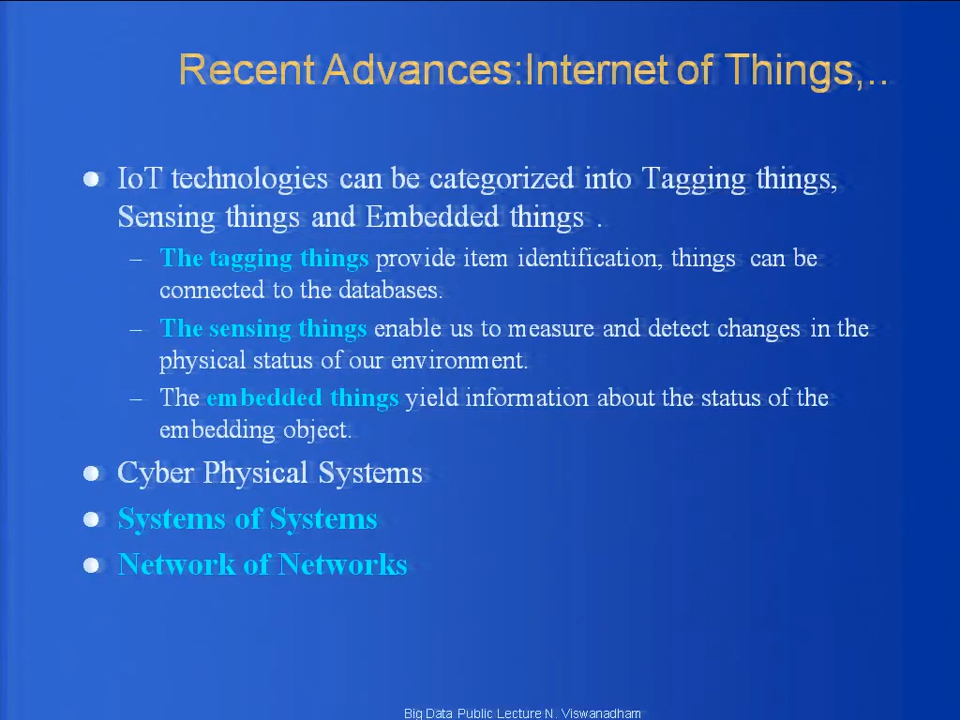 Recent Advances:Internet of Things,..
● IoT technologies can be categorized into Tagging things,
Sensing things and Embedded things .
– The tagging things provide item identification, things can be
connected to the databases.
– The sensing things enable us to measure and detect changes in the
physical status of our environment.
– The embedded things yield information about the status of the
embedding object.
● Cyber Physical Systems
● Systems of Systems
● Network of Networks
Big Data Public Lecture N. Viswanadham